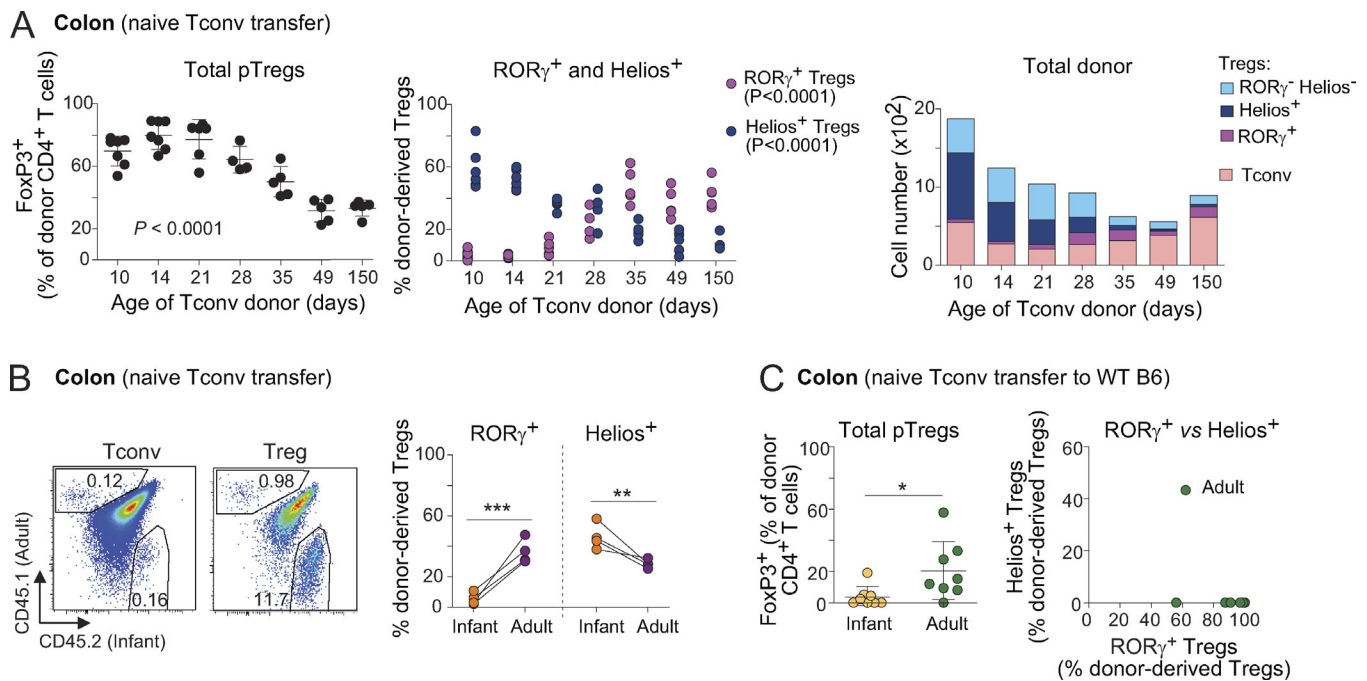 A Colon (naive Tconv transfer)
Total pTregs
FoxP3+
(% of donor CD4+ T cells)
100
60
20
0
P < 0.0001
10 14 21 28 35 49 150
Age of Tconv donor (days)
RORγ+ and Helios+
% donor-derived Tregs
100
60
20
0
10 14 21 28 35 49 150
Age of Tconv donor (days)
RORγ+ Tregs
(P<0.0001)
Helios+ Tregs
(P<0.0001)
Total donor
Cell number (x10²)
20
10
0
10 14 21 28 35 49 150
Age of Tconv donor (days)
Tregs:
RORγ- Helios-
Helios+
RORγ+
Tconv
B Colon (naive Tconv transfer)
Tconv
0.12
0.16
Treg
0.98
11.7
CD45.1 (Adult)
CD45.2 (Infant)
% donor-derived Tregs
100
60
20
0
RORγ+
***
Infant Adult
Helios+
**
Infant Adult
C Colon (naive Tconv transfer to WT B6)
Total pTregs
FoxP3+ (% of donor
CD4+ T cells)
100
60
20
0
*
Infant Adult
RORγ+ vs Helios+
Helios+ Tregs
(% donor-derived Tregs)
60
40
20
0
Adult
0 20 40 60 80 100
RORγ+ Tregs
(% donor-derived Tregs)